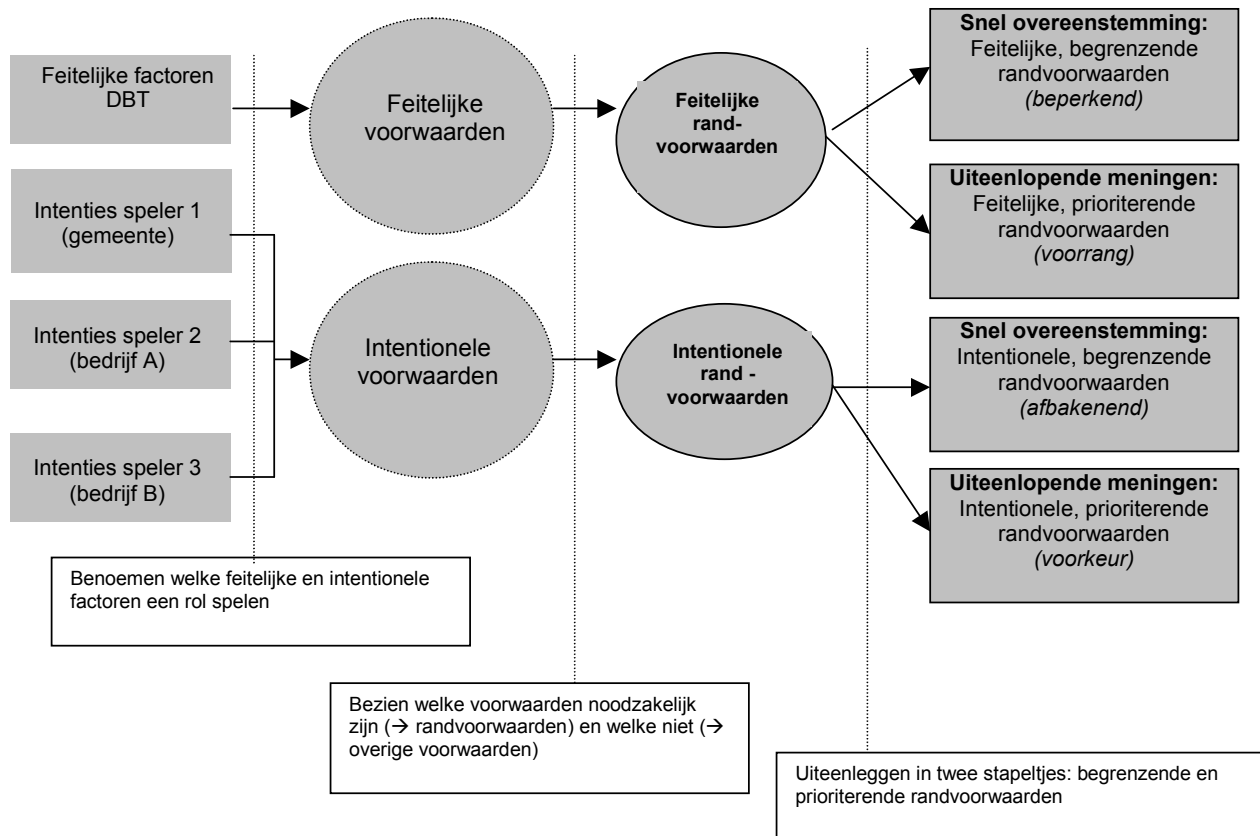 Feitelijke factoren
DBT
Intenties speler 1
(gemeente)
Intenties speler 2
(bedrijf A)
Intenties speler 3
(bedrijf B)
Feitelijke
voorwaarden
Intentionele
voorwaarden
Feitelijke
rand-
voorwaarden
Intentionele
rand -
voorwaarden
Snel overeenstemming:
Feitelijke, begrenzende
randvoorwaarden
(beperkend)
Uiteenlopende meningen:
Feitelijke, prioriterende
randvoorwaarden
(voorrang)
Snel overeenstemming:
Intentionele, begrenzende
randvoorwaarden
(afbakenend)
Uiteenlopende meningen:
Intentionele, prioriterende
randvoorwaarden
(voorkeur)
Benoemen welke feitelijke en intentionele
factoren een rol spelen
Bezien welke voorwaarden noodzakelijk
zijn (→ randvoorwaarden) en welke niet (→
overige voorwaarden)
Uiteenleggen in twee stapeltjes: begrenzende en
prioriterende randvoorwaarden